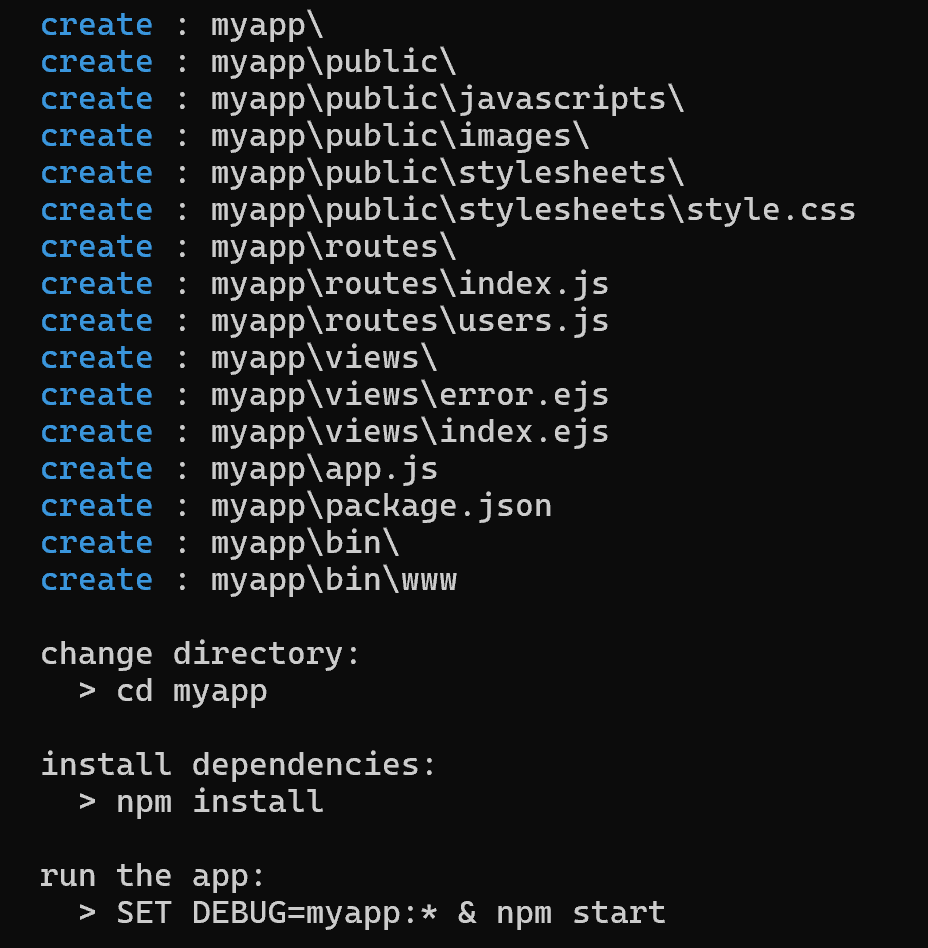 create : myapp\
create : myapp\public\
create : myapp\public\javascripts\
create : myapp\public\images\
create : myapp\public\stylesheets\
create : myapp\public\stylesheets\style.css
create : myapp\routes\
create : myapp\routes\index.js
create : myapp\routes\users.js
create : myapp\views\
create : myapp\views\error.ejs
create : myapp\views\index.ejs
create : myapp\app.js
create : myapp\package.json
create : myapp\bin\
create : myapp\bin\www
change directory:
> cd myapp
install dependencies:
> npm install
run the app:
> SET DEBUG=myapp:* & npm start